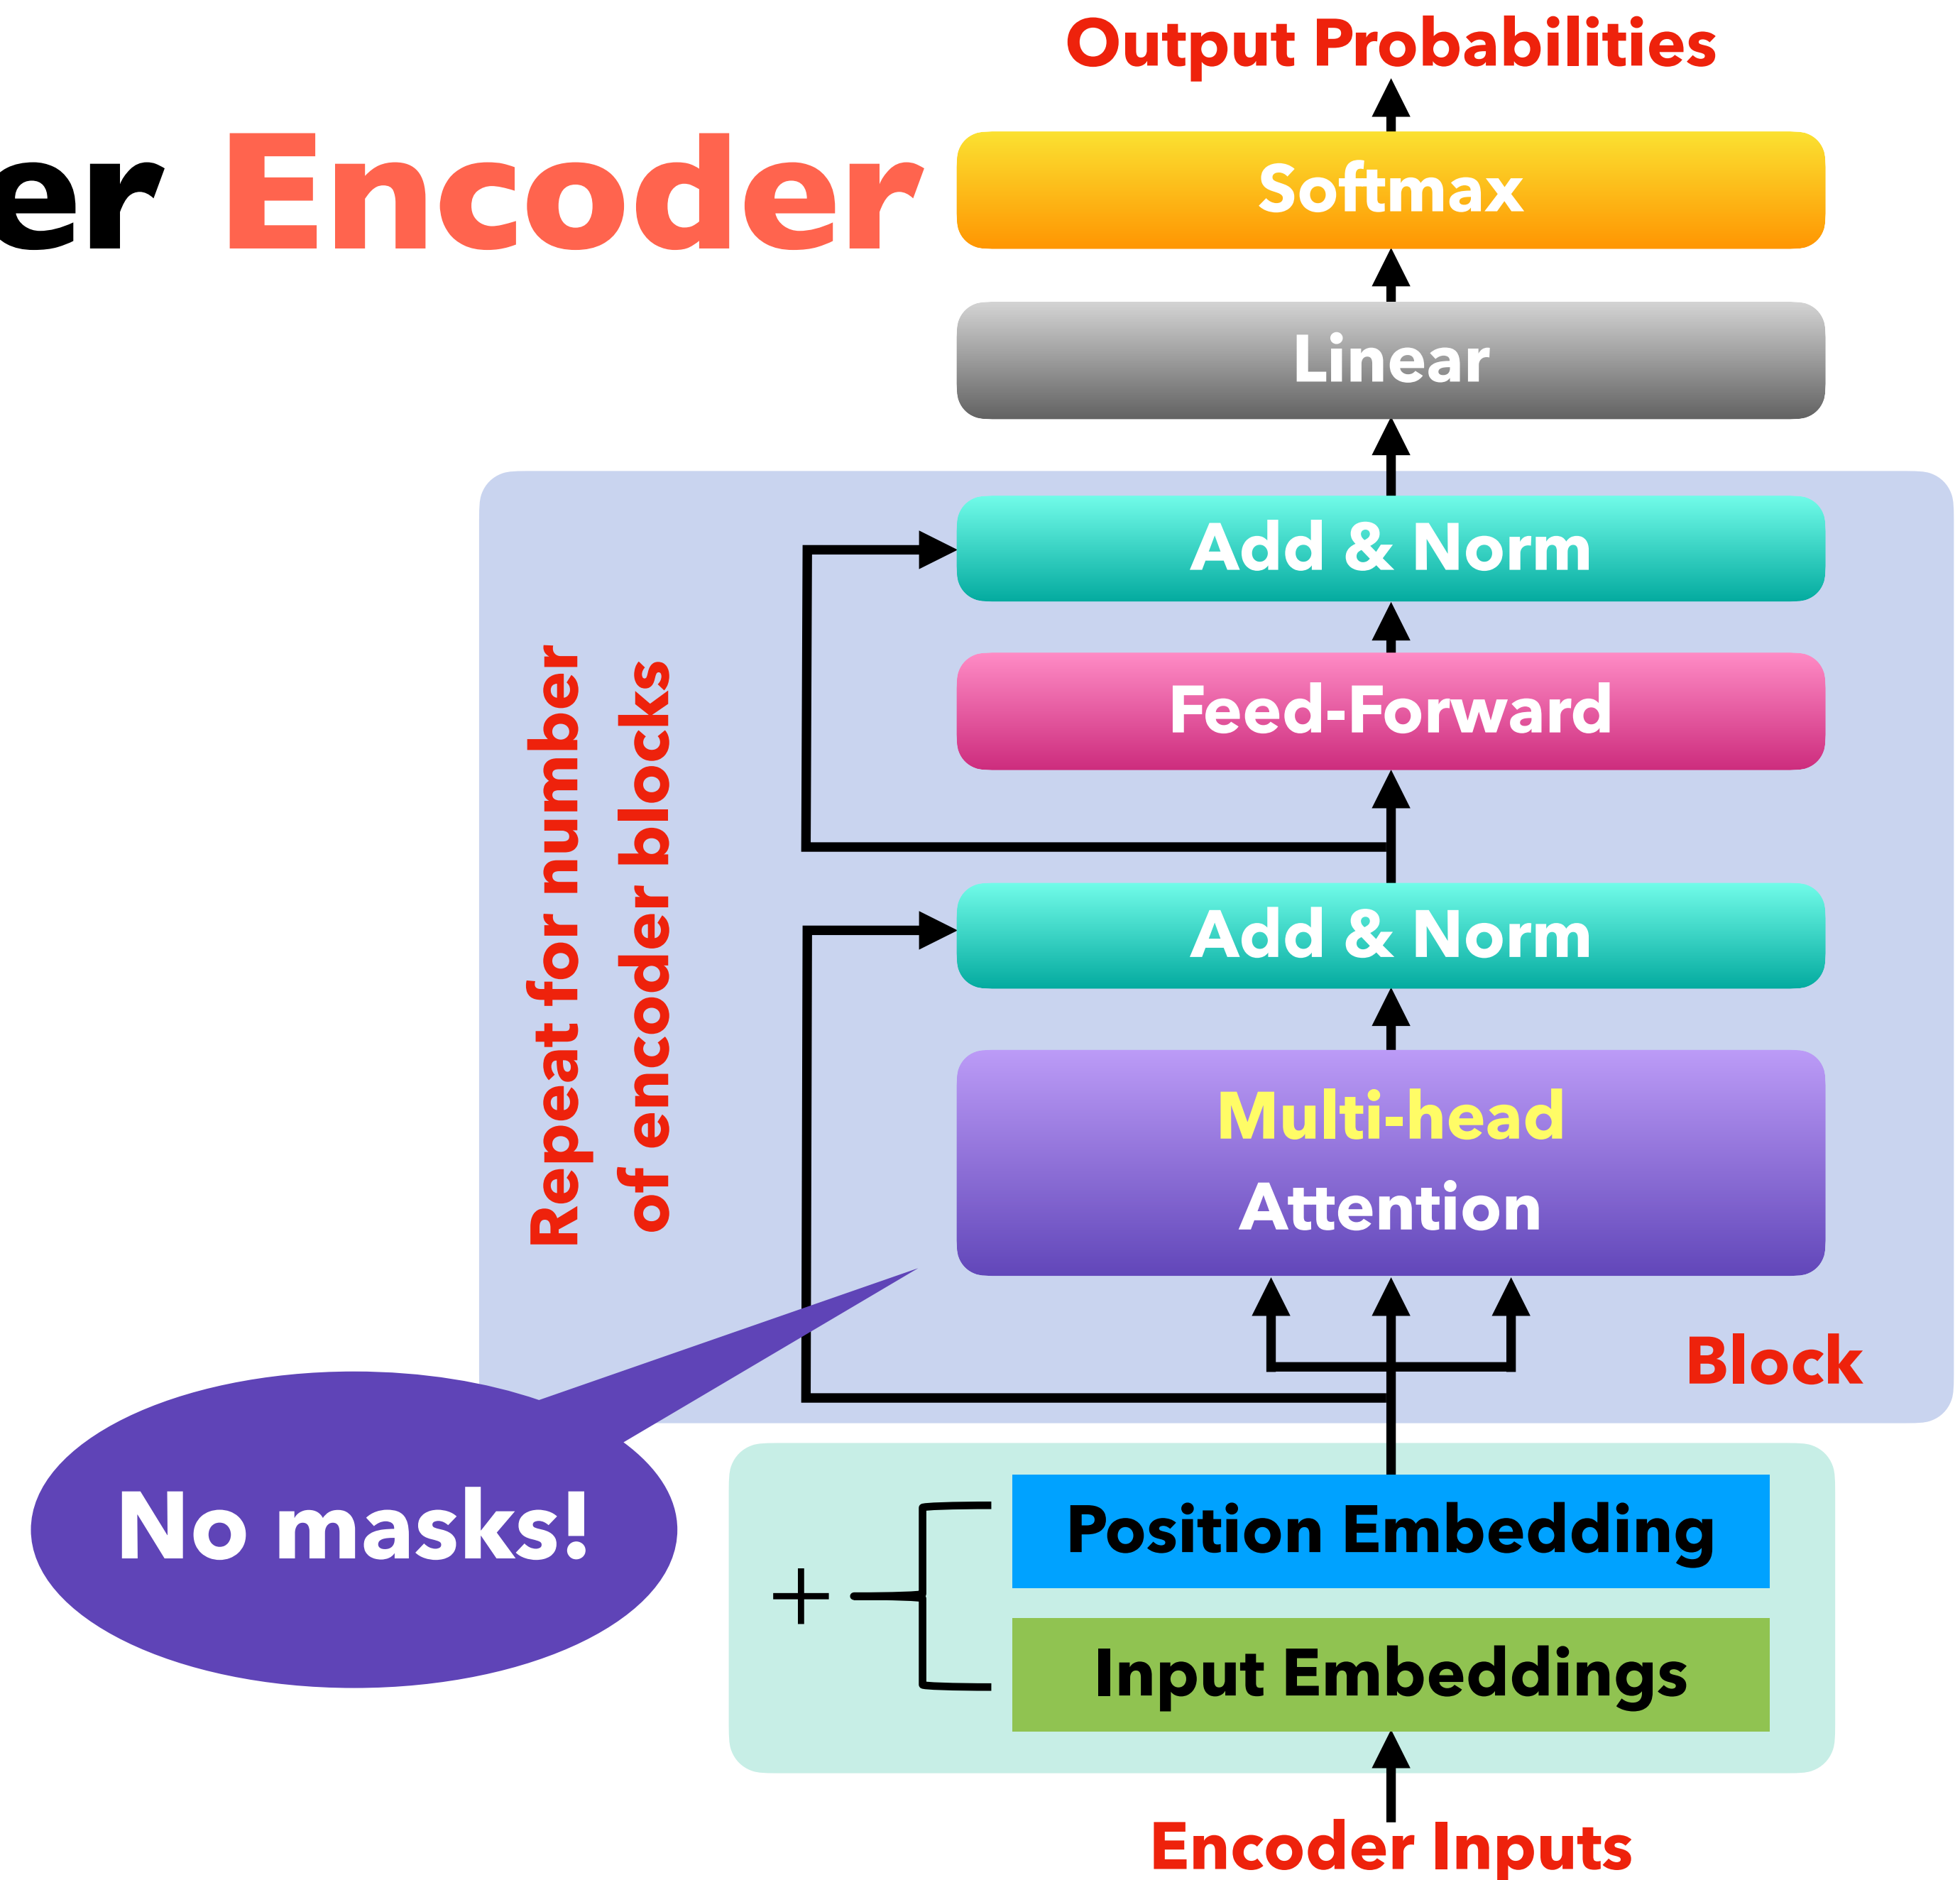 Output Probabilities
er Encoder
Softmax
Linear
Add & Norm
Feed-Forward
Repeat for number
of encoder blocks
Add & Norm
Multi-head
Attention
Block
No masks!
+
Position Embedding
Input Embeddings
Encoder Inputs